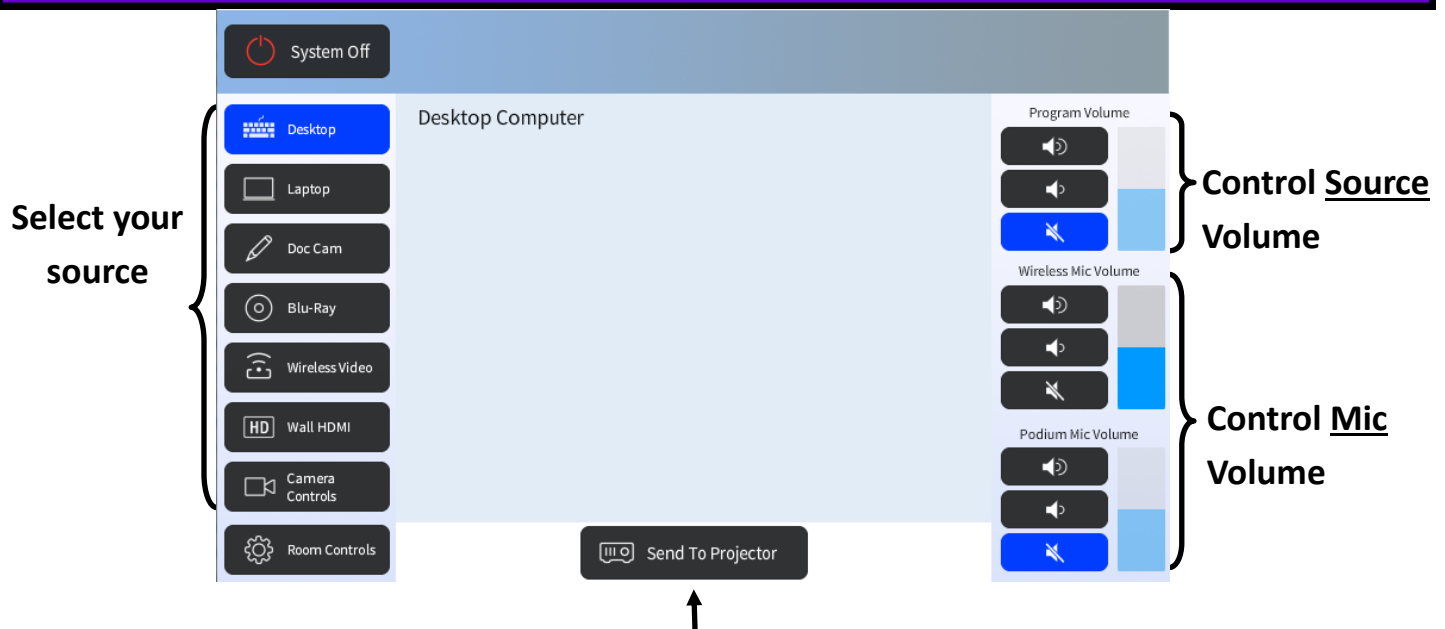 System Off
Select your
source
Desktop
Laptop
Doc Cam
Blu-Ray
Wireless Video
HD
Wall HDMI
Camera
Controls
Room Controls
Desktop Computer
Send To Projector
Program Volume
Wireless Mic Volume
Podium Mic Volume
Control Source
Volume
Control Mic
Volume